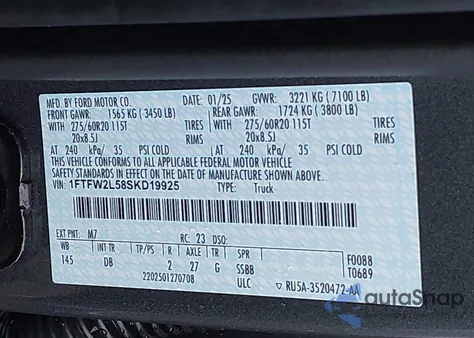 MFD. BY FORD MOTOR CO. DATE: 01/25 GVWR: 3221 KG (7100 LB)
FRONT GAWR: 1565 KG (3450 LB) REAR GAWR: 1724 KG (3800 LB)
WITH 275/60R20 115T TIRES WITH 275/60R20 115T TIRES
20x8.5J RIMS 20x8.5J RIMS
AT 240 kPa/ 35 PSI COLD AT 240 kPa/ 35 PSI COLD
THIS VEHICLE CONFORMS TO ALL APPLICABLE FEDERAL MOTOR VEHICLE
SAFETY STANDARDS IN EFFECT ON THE DATE OF MANUFACTURE SHOWN ABOVE.
VIN: 1FTFW2L58SKD19925 TYPE: Truck
EXT PNT: M7 RC: 23 DSO:
WB INT TR TP/PS R AXLE TR SPR F0088
145 DB 2 27 G SSBB T0689
2202501270708 ULC RU5A-3520472-AA
autoSnap